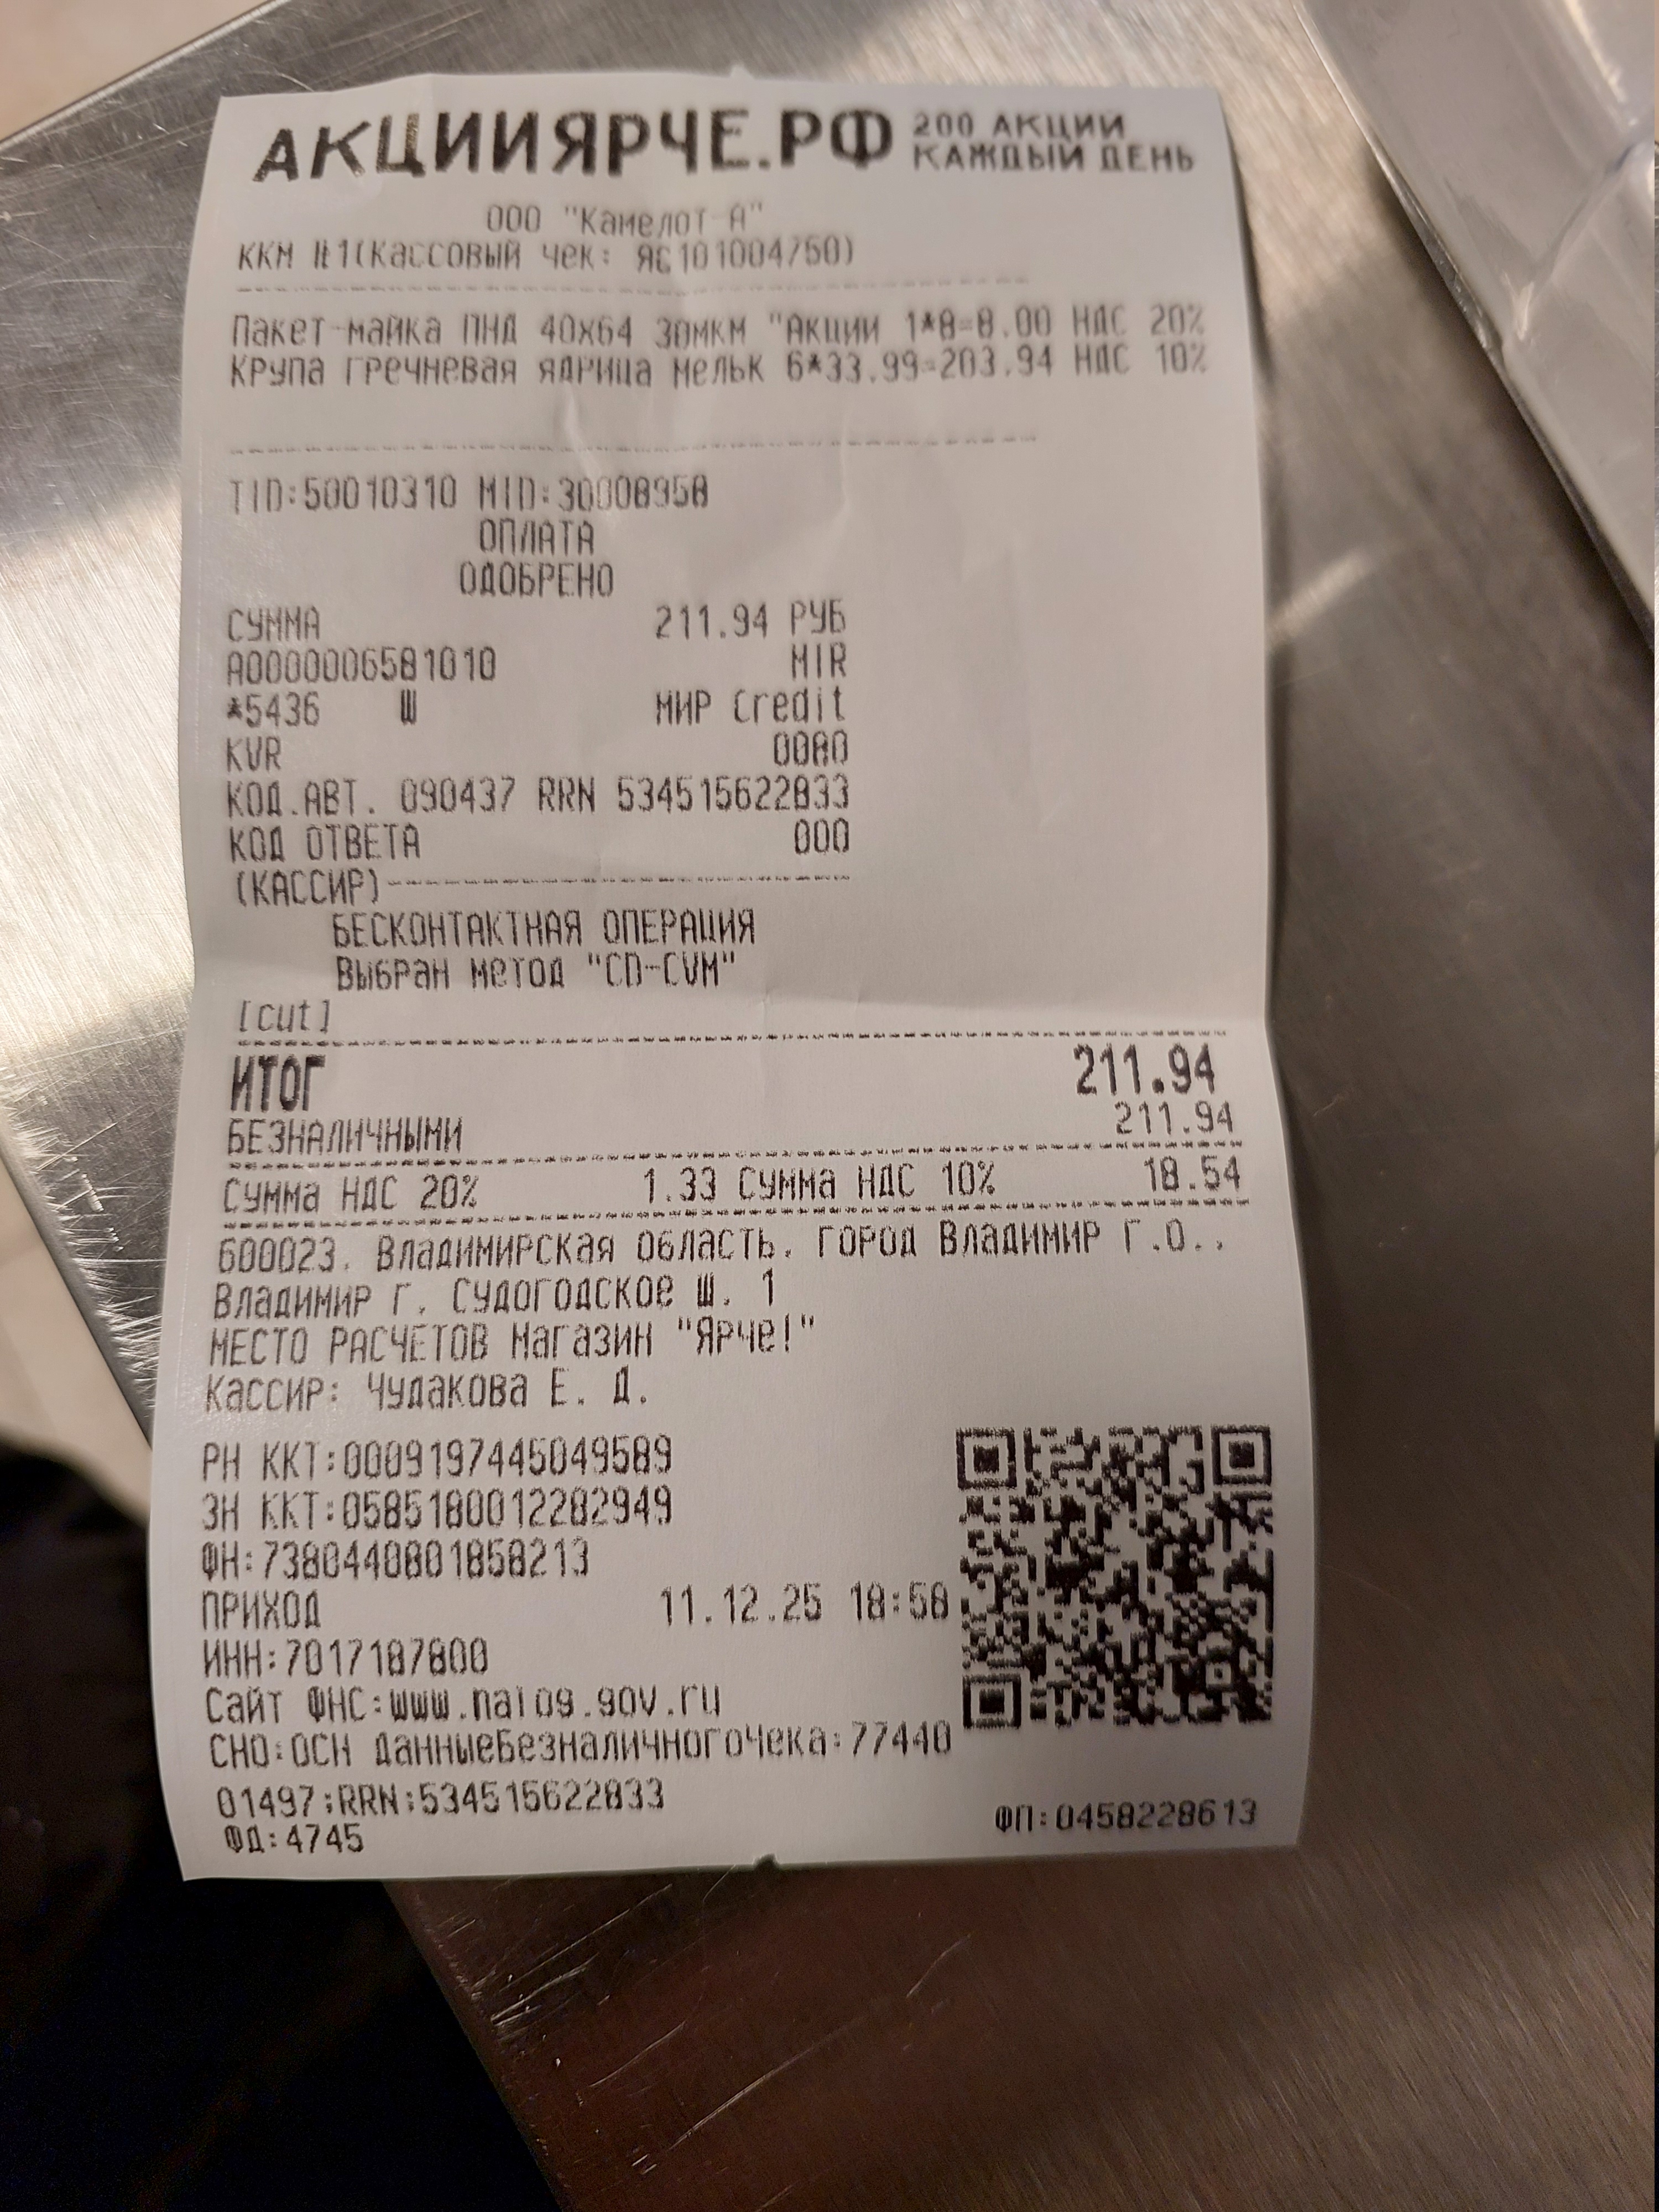 АКЦИИЯРЧЕ.РФ 200 АКЦИИ КАЖДЫЙ ДЕНЬ
ООО "Камелот-А"
ККМ №1(Кассовый чек: ЯС101004750)
Пакет-майка ПНД 40х64 30мкм "Акции 1*8=8.00 НДС 20%
Крупа гречневая ядрица мельк 6*33.99=203.94 НДС 10%
TID:50010310 MID:30008958
ОПЛАТА
ОДОБРЕНО
СУММА 211.94 РУБ
A0000006581010 MIR
*5436 Ш МИР Credit
KVR 0080
КОД.АВТ. 090437 RRN 534515622833
КОД ОТВЕТА 000
(КАССИР)
БЕСКОНТАКТНАЯ ОПЕРАЦИЯ
Выбран метод "CD-CVM"
[cut]
ИТОГ 211.94
БЕЗНАЛИЧНЫМИ 211.94
Сумма НДС 20% 1.33 Сумма НДС 10% 18.54
600023, Владимирская область, город Владимир г.о.,
Владимир г, Судогодское ш, 1
МЕСТО РАСЧЕТОВ Магазин "Ярче!"
Кассир: Чудакова Е. Д.
РН ККТ:0009197445049589
ЗН ККТ:0585180012282949
ФН:7380440801858213
ПРИХОД 11.12.25 18:58
ИНН:7017187800
Сайт ФНС:www.nalog.gov.ru
СНО:ОСН ДанныеБезналичногоЧека:77440
01497;RRN:534515622833
ФД:4745 ФП:0458228613